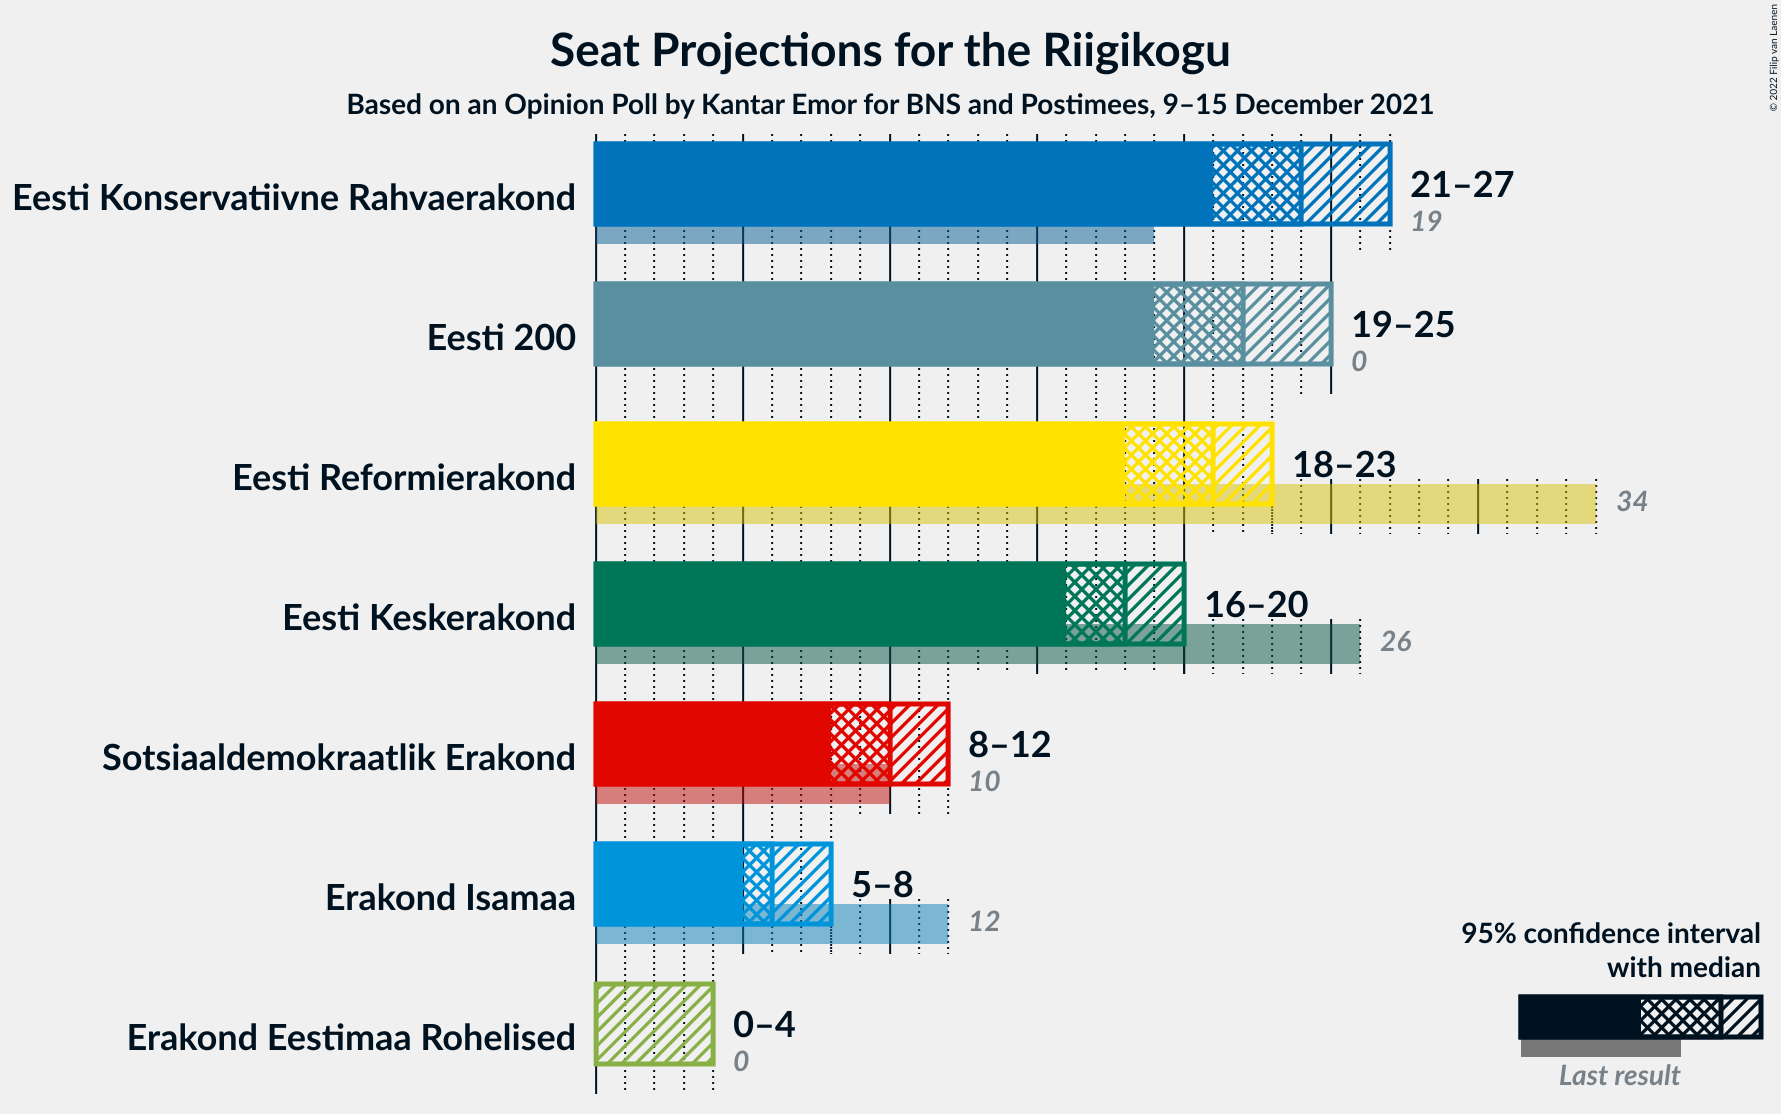 Seat Projections for the Riigikogu
Based on an Opinion Poll by Kantar Emor for BNS and Postimees, 9–15 December 2021
© 2022 Filip van Laenen
Eesti Konservatiivne Rahvaerakond
21–27
19
Eesti 200
19–25
0
Eesti Reformierakond
18–23
34
Eesti Keskerakond
16–20
26
Sotsiaaldemokraatlik Erakond
8–12
10
Erakond Isamaa
5–8
12
Erakond Eestimaa Rohelised
0–4
0
95% confidence interval
with median
Last result